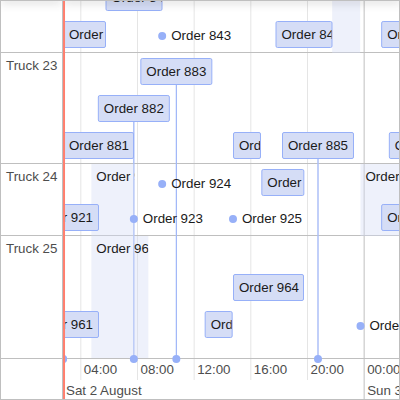 Order
Order 843
Order 84
Truck 23
Order 883
Order 882
Order 881
Ord
Order 885
Truck 24
Order
Order 924
Order
Order
921
Order 923
Order 925
Truck 25
Order 96
Order 964
961
Ord
Orde
04:00
08:00
12:00
16:00
20:00
00:00
Sat 2 August
Sun 3